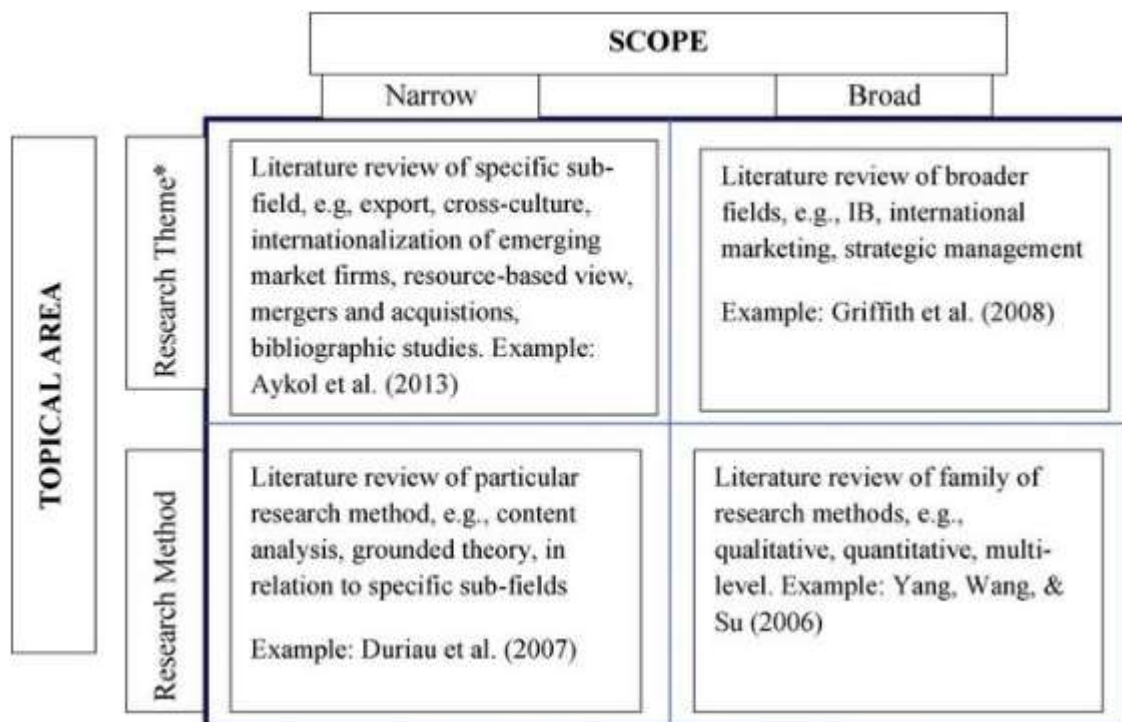 SCOPE
Narrow
Broad
TOPICAL AREA
Research Theme*
Literature review of specific sub-
field, e.g, export, cross-culture,
internationalization of emerging
market firms, resource-based view,
mergers and acquistions,
bibliographic studies. Example:
Aykol et al. (2013)
Literature review of broader
fields, e.g., IB, international
marketing, strategic management
Example: Griffith et al. (2008)
Research Method
Literature review of particular
research method, e.g., content
analysis, grounded theory, in
relation to specific sub-fields
Example: Duriau et al. (2007)
Literature review of family of
research methods, e.g.,
qualitative, quantitative, multi-
level. Example: Yang, Wang, &
Su (2006)